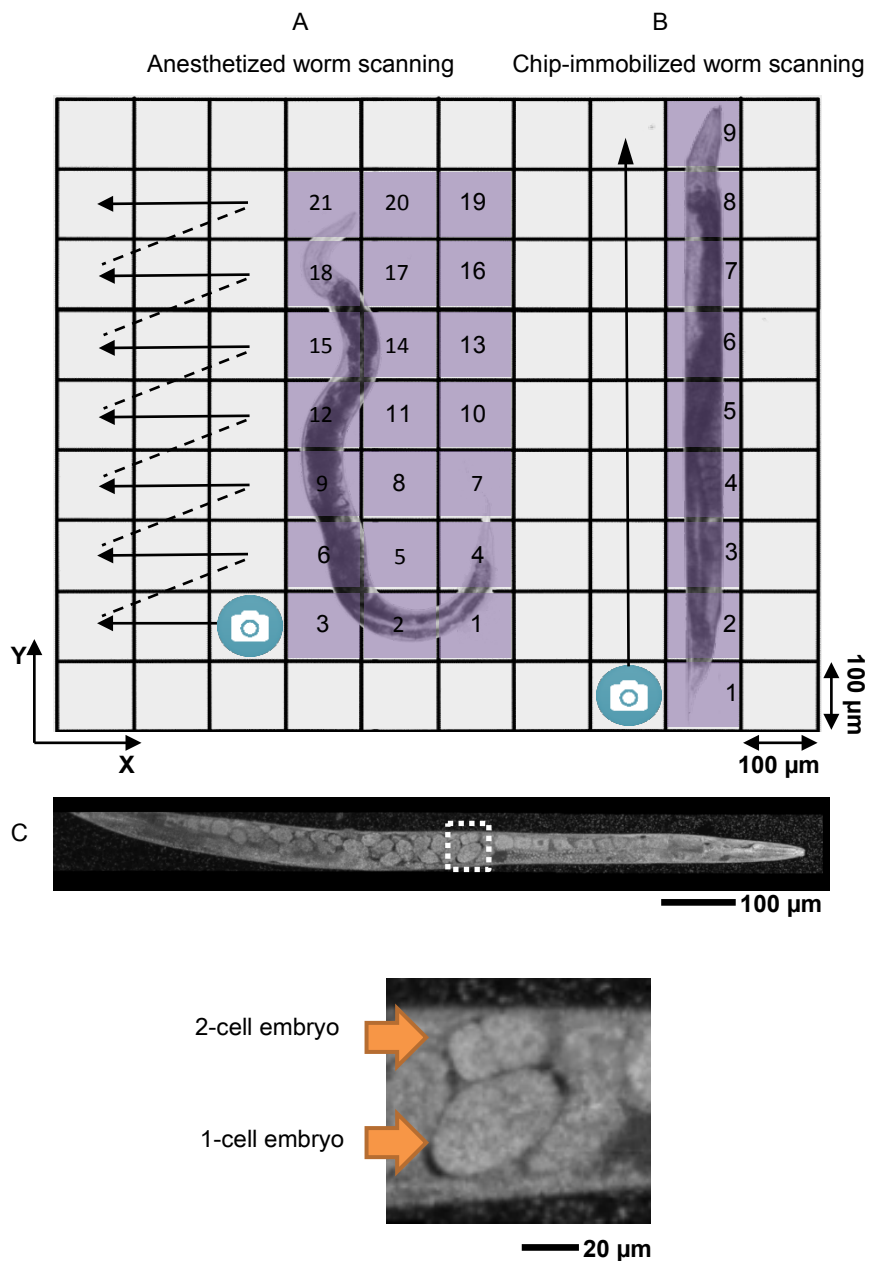 A
B
Anesthetized worm scanning
Chip-immobilized worm scanning
9
21 20 19
8
18 17 16
7
15 14 13
6
12 11 10
5
9 8 7
4
6 5 4
3
3 2 1
2
Y
1
100 µm
X
100 µm
C
100 µm
2-cell embryo
1-cell embryo
20 µm